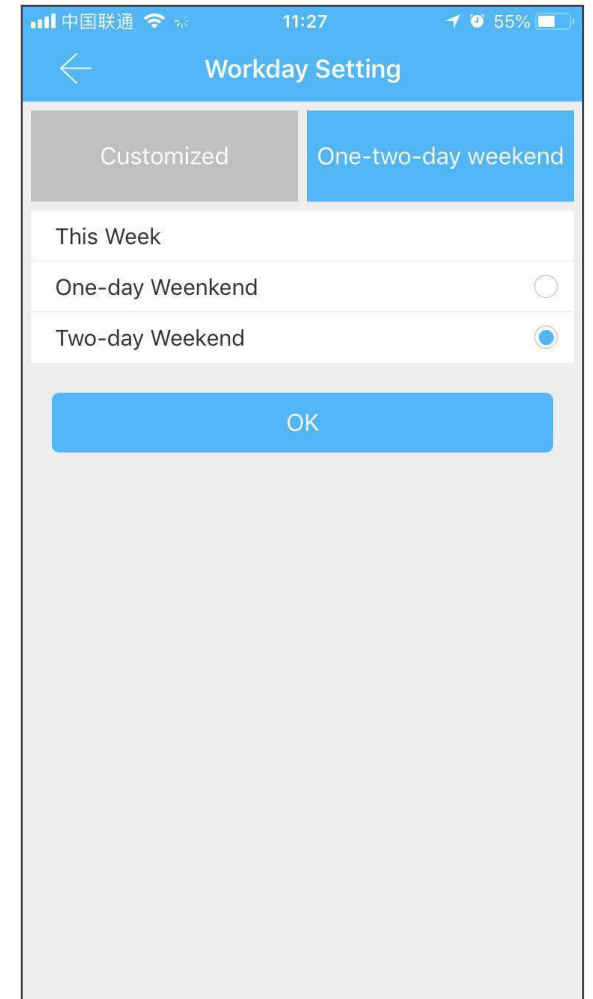 中国联通 11:27 55%
Workday Setting
Customized One-two-day weekend
This Week
One-day Weenkend
Two-day Weekend
OK